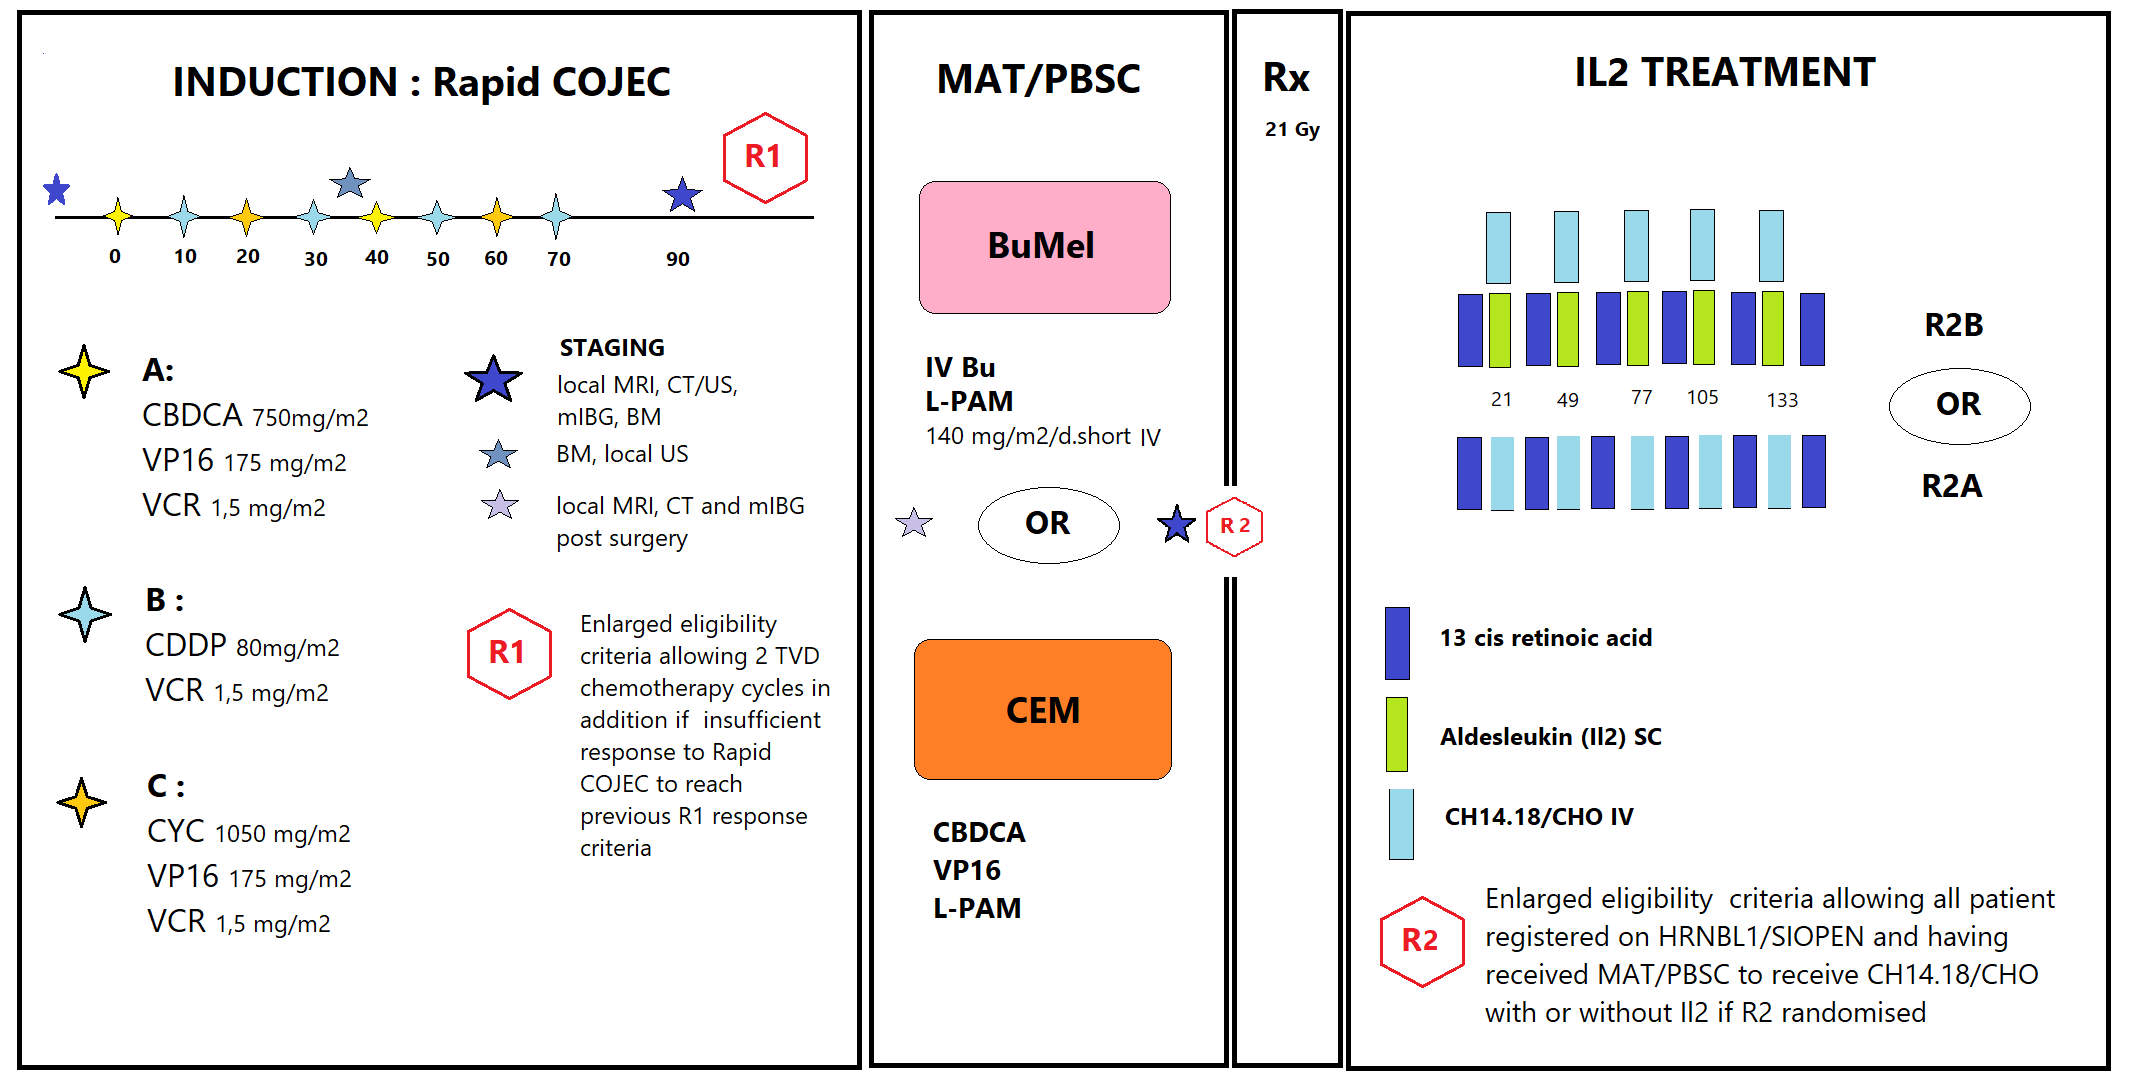 INDUCTION : Rapid COJEC
R1
0 10 20 30 40 50 60 70 90
A:
CBDCA 750mg/m2
VP16 175 mg/m2
VCR 1,5 mg/m2
B :
CDDP 80mg/m2
VCR 1,5 mg/m2
C :
CYC 1050 mg/m2
VP16 175 mg/m2
VCR 1,5 mg/m2
STAGING
local MRI, CT/US,
mIBG, BM
BM, local US
local MRI, CT and mIBG
post surgery
R1
Enlarged eligibility
criteria allowing 2 TVD
chemotherapy cycles in
addition if insufficient
response to Rapid
COJEC to reach
previous R1 response
criteria
MAT/PBSC
BuMel
IV Bu
L-PAM
140 mg/m2/d.short IV
OR
R 2
CEM
CBDCA
VP16
L-PAM
Rx
21 Gy
IL2 TREATMENT
R2B
21 49 77 105 133
OR
R2A
13 cis retinoic acid
Aldesleukin (Il2) SC
CH14.18/CHO IV
R2
Enlarged eligibility criteria allowing all patient
registered on HRNBL1/SIOPEN and having
received MAT/PBSC to receive CH14.18/CHO
with or without Il2 if R2 randomised